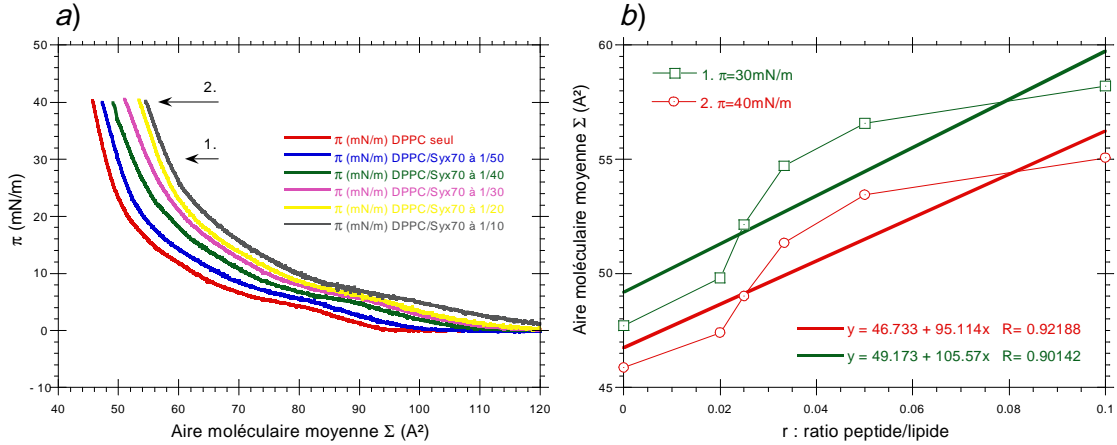 a)
50
40
30
20
10
0
-10
π (mN/m)
2.
1.
π (mN/m) DPPC seul
π (mN/m) DPPC/Syx70 à 1/50
π (mN/m) DPPC/Syx70 à 1/40
π (mN/m) DPPC/Syx70 à 1/30
π (mN/m) DPPC/Syx70 à 1/20
π (mN/m) DPPC/Syx70 à 1/10
40 50 60 70 80 90 100 110 120
Aire moléculaire moyenne Σ (A²)
b)
60
55
50
45
Aire moléculaire moyenne Σ (A²)
1. π=30mN/m
2. π=40mN/m
y = 46.733 + 95.114x R= 0.92188
y = 49.173 + 105.57x R= 0.90142
0 0.02 0.04 0.06 0.08 0.1
r : ratio peptide/lipide